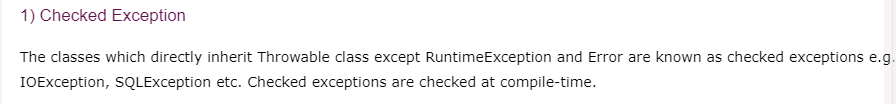 1) Checked Exception
The classes which directly inherit Throwable class except RuntimeException and Error are known as checked exceptions e.g.
IOException, SQLException etc. Checked exceptions are checked at compile-time.